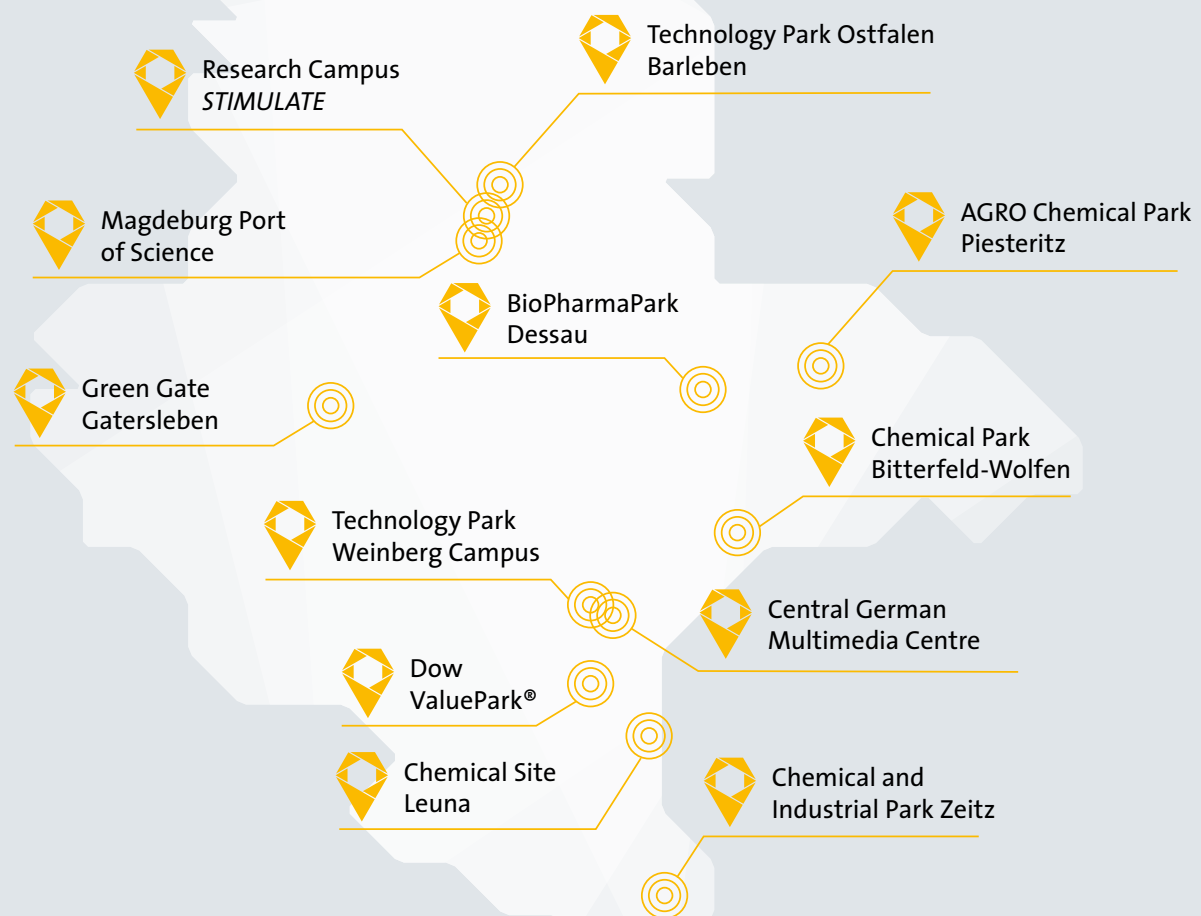 Technology Park Ostfalen
Barleben
Research Campus
STIMULATE
Magdeburg Port
of Science
AGRO Chemical Park
Piesteritz
BioPharmaPark
Dessau
Green Gate
Gatersleben
Chemical Park
Bitterfeld-Wolfen
Technology Park
Weinberg Campus
Central German
Multimedia Centre
Dow
ValuePark®
Chemical Site
Leuna
Chemical and
Industrial Park Zeitz